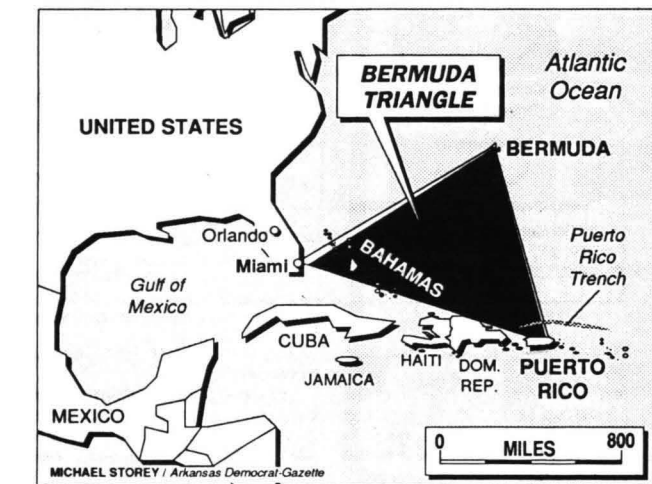 BERMUDA
TRIANGLE
Atlantic
Ocean
UNITED STATES
BERMUDA
Orlando
Miami
BAHAMAS
Puerto
Rico
Trench
Gulf of
Mexico
CUBA
JAMAICA
HAITI
DOM.
REP.
PUERTO
RICO
MEXICO
0 MILES 800
MICHAEL STOREY / Arkansas Democrat-Gazette